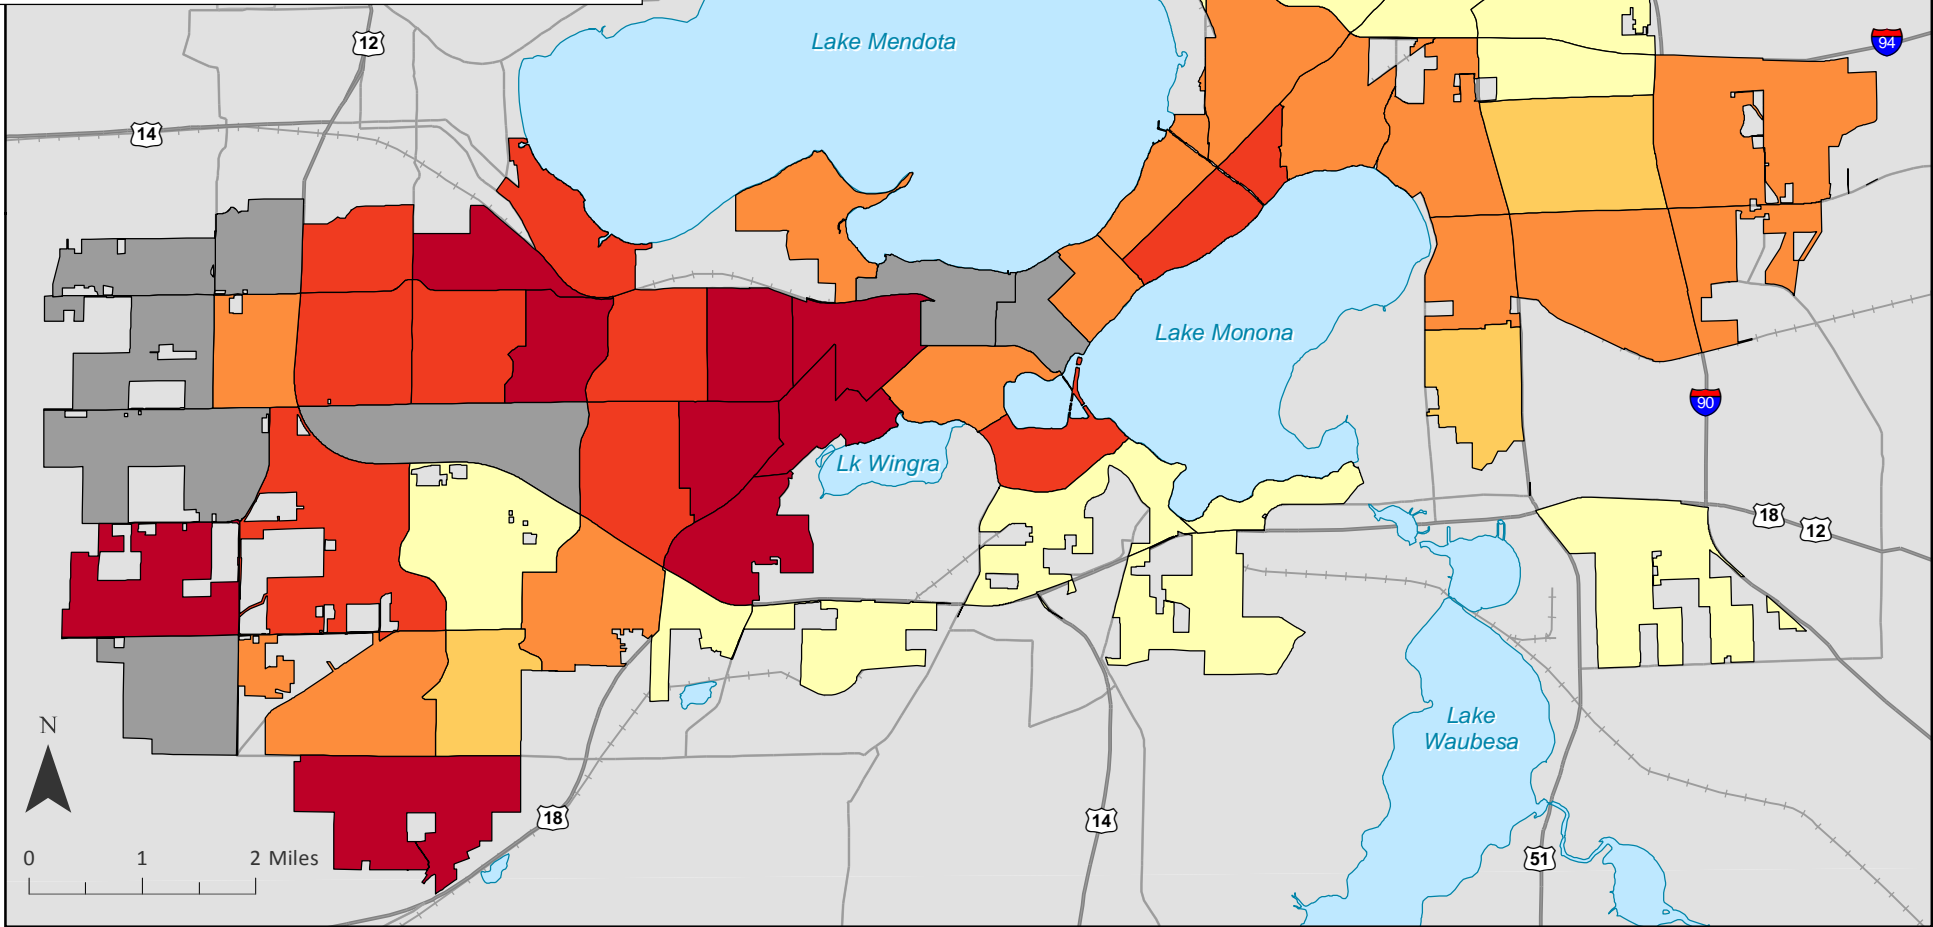 Lake Mendota
12
94
14
Lake Monona
90
Lk Wingra
18
12
N
Lake
Waubesa
18
14
51
0 1 2 Miles